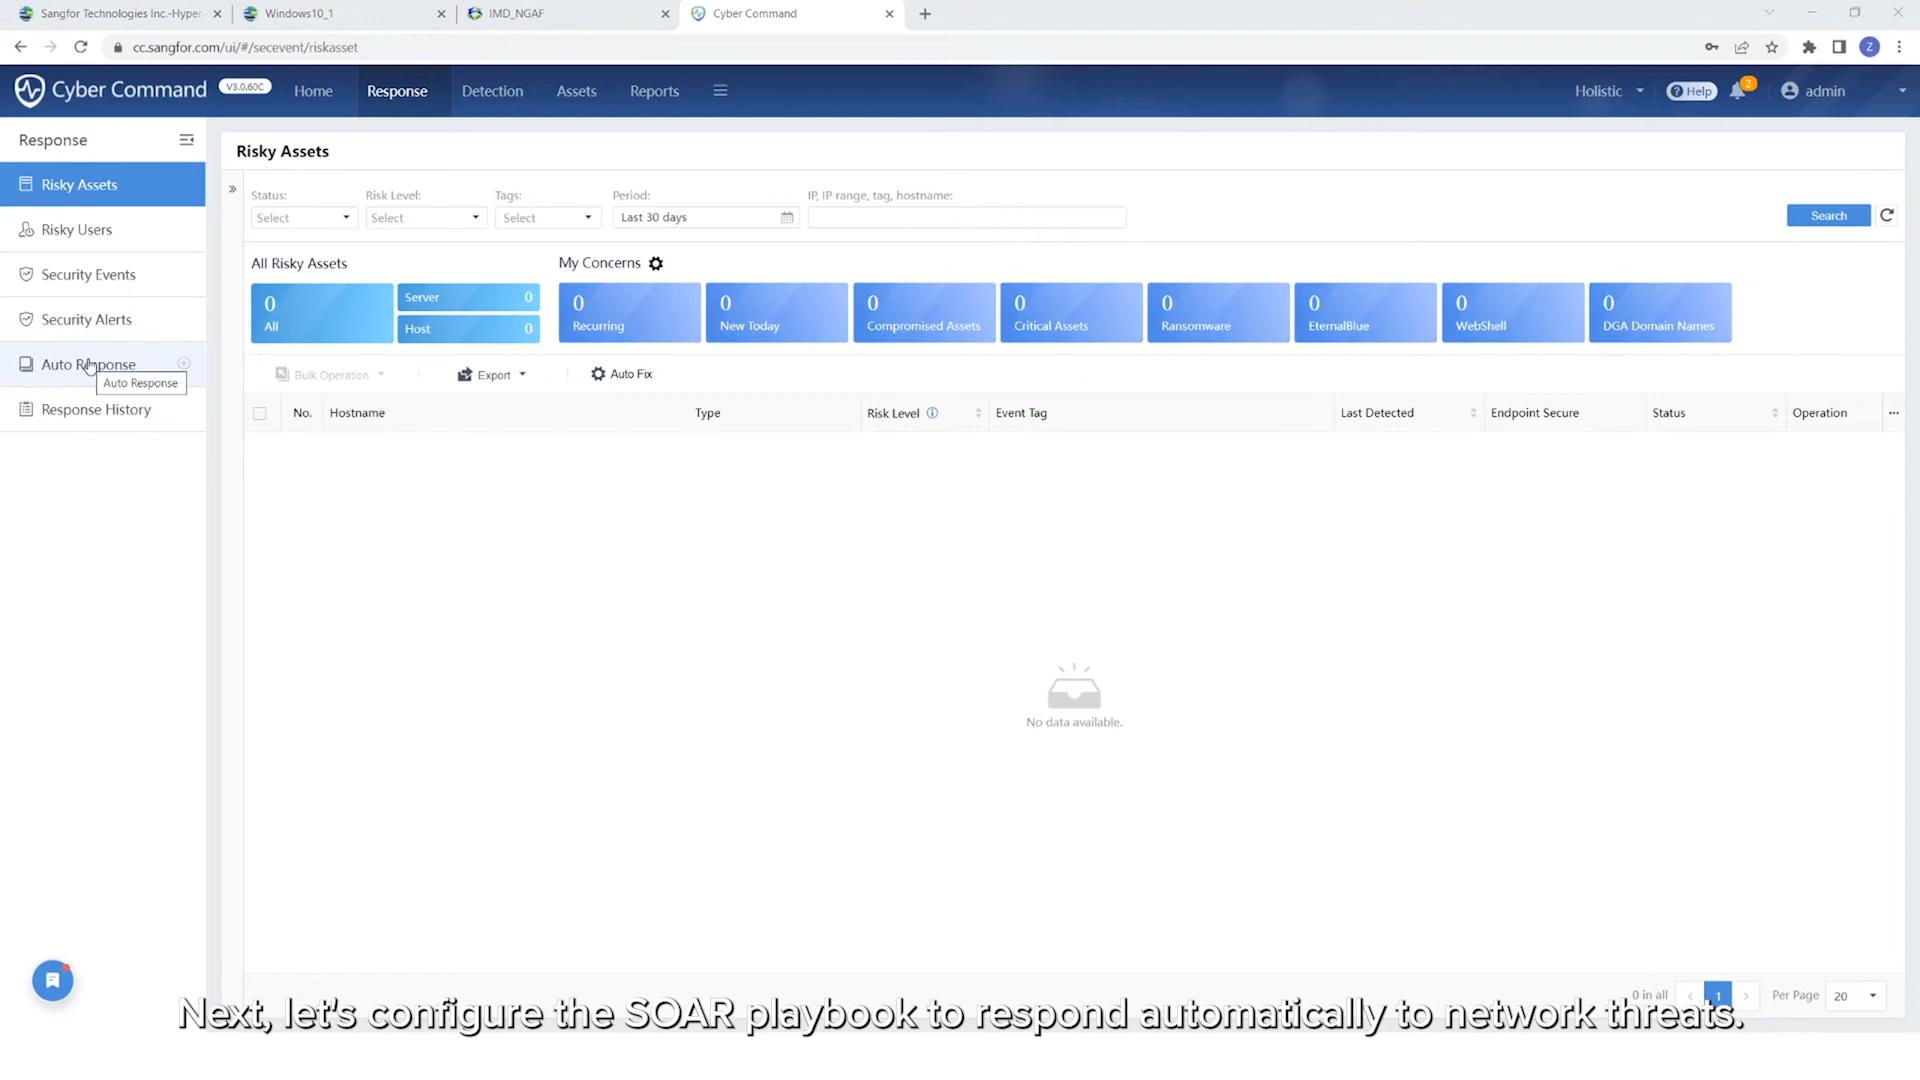 Sangfor Technologies Inc.-Hyper
Windows10_1
IMD_NGAF
Cyber Command
cc.sangfor.com/ui/#/secevent/riskasset
Z
Cyber Command
V3.0.60C
Home
Response
Detection
Assets
Reports
Holistic
Help
2
admin
Response
Risky Assets
Risky Users
Security Events
Security Alerts
Auto Response
Auto Response
Response History
Risky Assets
Status:
Risk Level:
Tags:
Period:
IP, IP range, tag, hostname:
Select
Select
Select
Last 30 days
Search
All Risky Assets
My Concerns
0
All
Server 0
Host 0
0
Recurring
0
New Today
0
Compromised Assets
0
Critical Assets
0
Ransomware
0
EternalBlue
0
WebShell
0
DGA Domain Names
Bulk Operation
Export
Auto Fix
No.
Hostname
Type
Risk Level
Event Tag
Last Detected
Endpoint Secure
Status
Operation
No data available.
0 in all
1
Per Page
20
Next, let's configure the SOAR playbook to respond automatically to network threats.